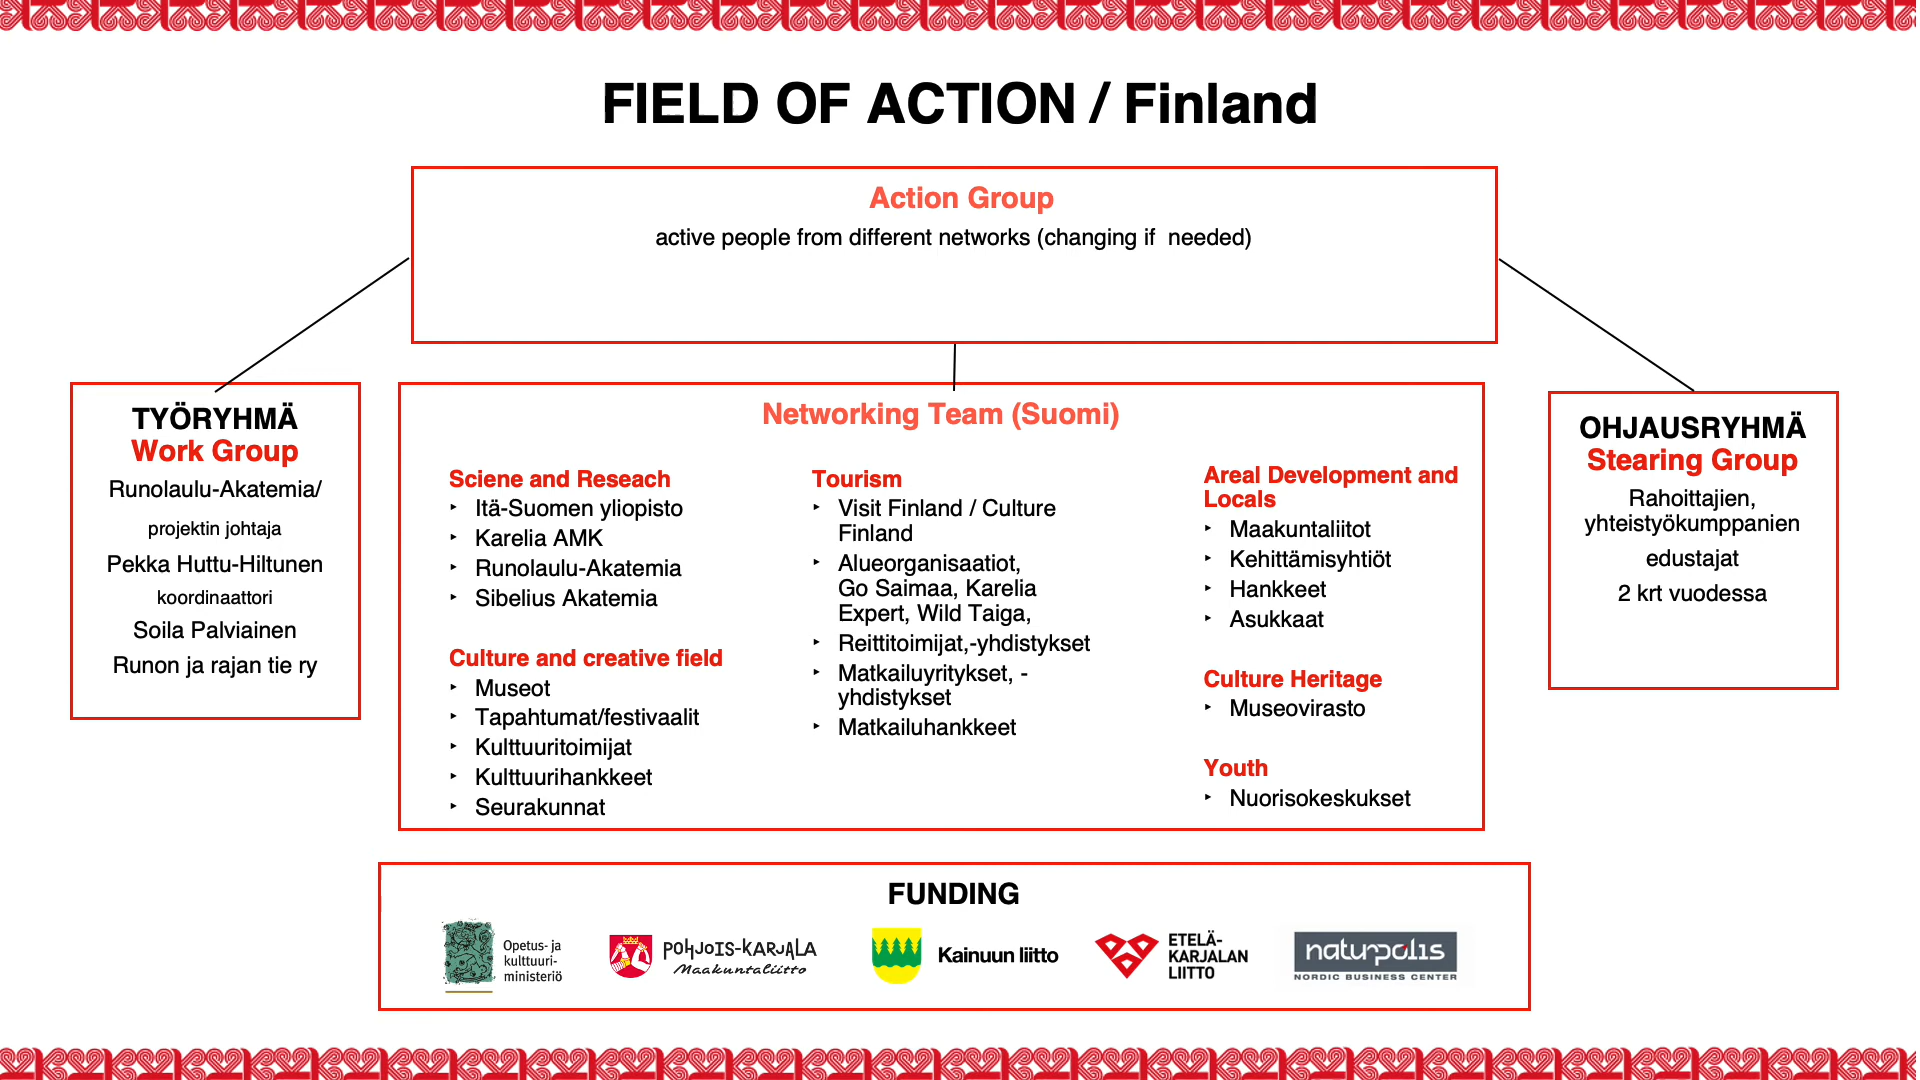 FIELD OF ACTION / Finland
Action Group
active people from different networks (changing if  needed)
TYÖRYHMÄ
Work Group
Runolaulu-Akatemia/
projektin johtaja
Pekka Huttu-Hiltunen
koordinaattori
Soila Palviainen
Runon ja rajan tie ry
Networking Team (Suomi)
Sciene and Reseach
‣ Itä-Suomen yliopisto
‣ Karelia AMK
‣ Runolaulu-Akatemia
‣ Sibelius Akatemia
Culture and creative field
‣ Museot
‣ Tapahtumat/festivaalit
‣ Kulttuuritoimijat
‣ Kulttuurihankkeet
‣ Seurakunnat
Tourism
‣ Visit Finland / Culture
Finland
‣ Alueorganisaatiot,
Go Saimaa, Karelia
Expert, Wild Taiga,
‣ Reittitoimijat,-yhdistykset
‣ Matkailuyritykset, -
yhdistykset
‣ Matkailuhankkeet
Areal Development and
Locals
‣ Maakuntaliitot
‣ Kehittämisyhtiöt
‣ Hankkeet
‣ Asukkaat
Culture Heritage
‣ Museovirasto
Youth
‣ Nuorisokeskukset
OHJAUSRYHMÄ
Stearing Group
Rahoittajien,
yhteistyökumppanien
edustajat
2 krt vuodessa
FUNDING
Opetus- ja
kulttuuri-
ministeriö
POHJOIS-KARJALA
Maakuntaliitto
Kainuun liitto
ETELÄ-
KARJALAN
LIITTO
naturpolis
NORDIC BUSINESS CENTER